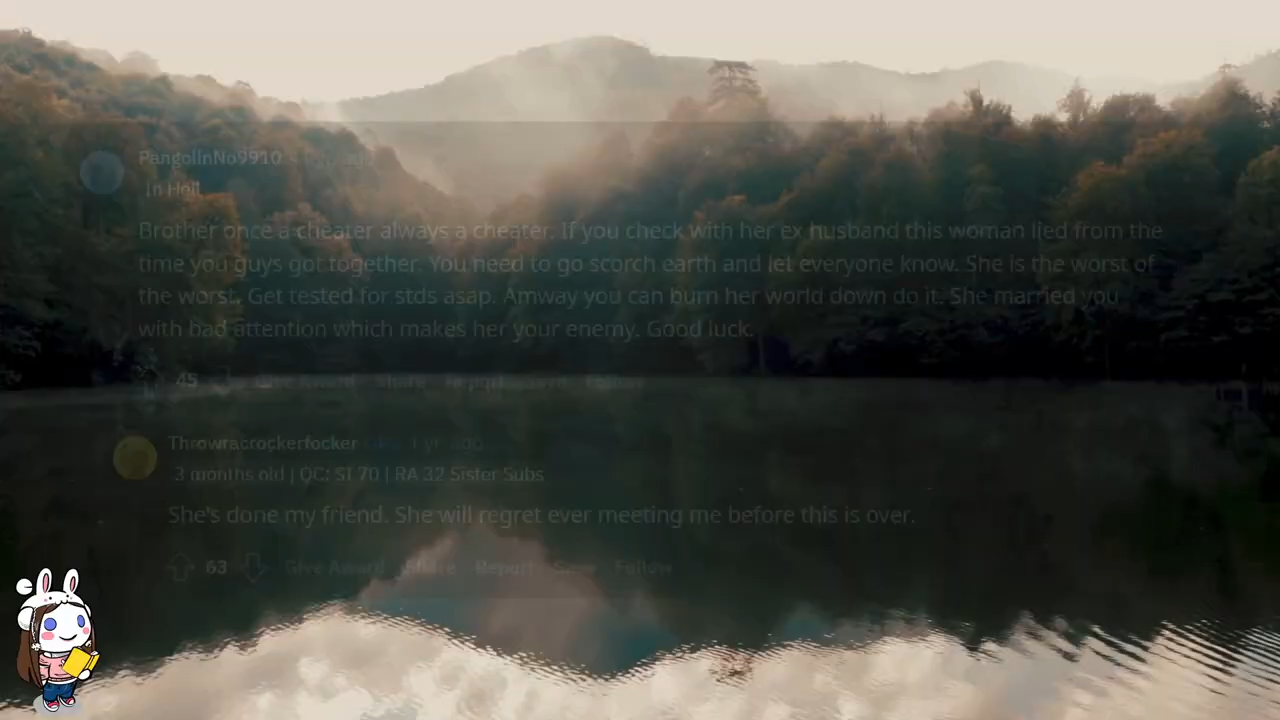 PangolinNo9910 • 1 yr. ago
In Hell
Brother once a cheater always a cheater. If you check with her ex husband this woman lied from the
time you guys got together. You need to go scorch earth and let everyone know. She is the worst of
the worst. Get tested for stds asap. Amway you can burn her world down do it. She married you
with bad attention which makes her your enemy. Good luck.
45 Give Award Share Report Save Follow
Throwracrockerfocker 1 yr. ago
3 months old | QC: SI 70 | RA 32 Sister Subs
She's done my friend. She will regret ever meeting me before this is over.
63 Give Award Share Report Save Follow